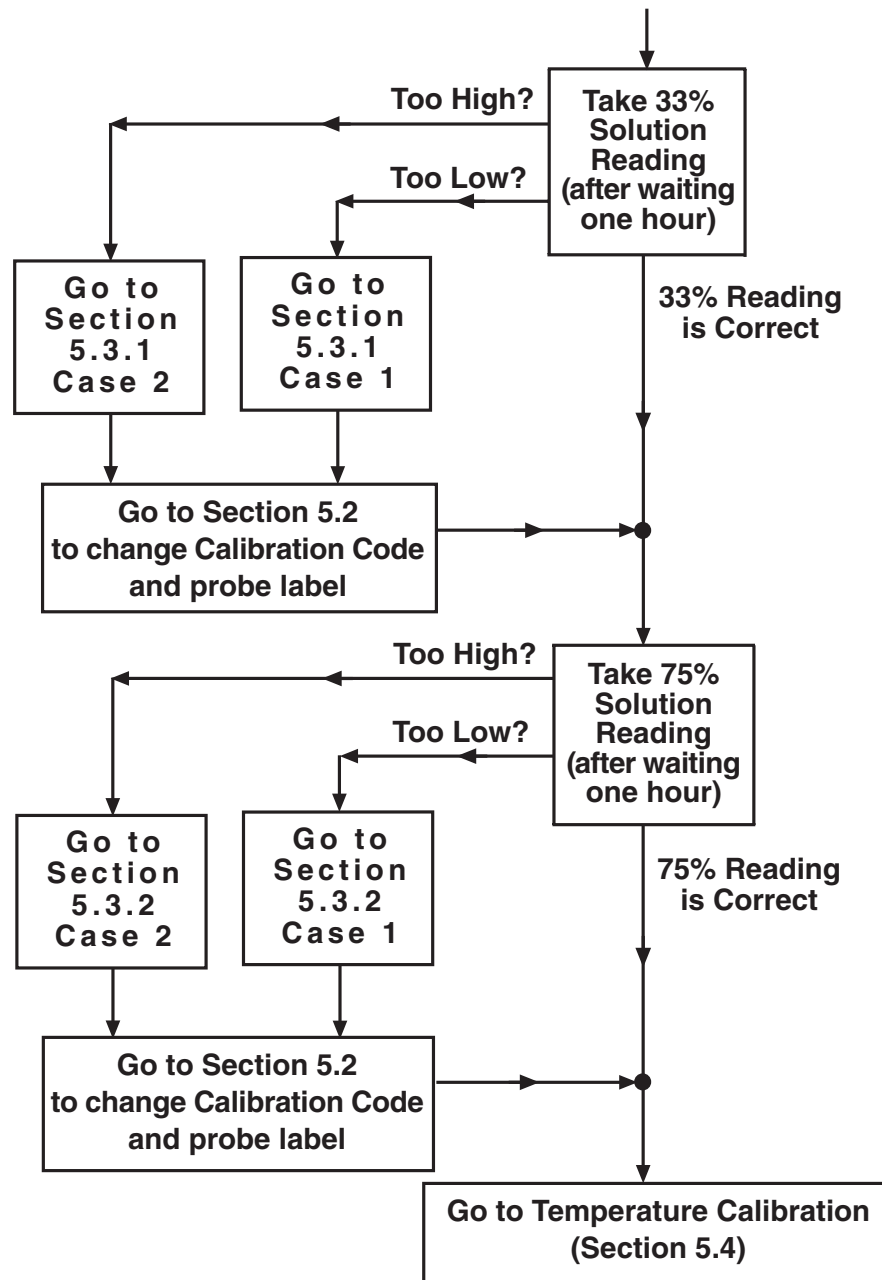 Too High?
Take 33%
Solution
Reading
(after waiting
one hour)
Too Low?
Go to
Section
5.3.1
Case 2
Go to
Section
5.3.1
Case 1
33% Reading
is Correct
Go to Section 5.2
to change Calibration Code
and probe label
Too High?
Take 75%
Solution
Reading
(after waiting
one hour)
Too Low?
Go to
Section
5.3.2
Case 2
Go to
Section
5.3.2
Case 1
75% Reading
is Correct
Go to Section 5.2
to change Calibration Code
and probe label
Go to Temperature Calibration
(Section 5.4)